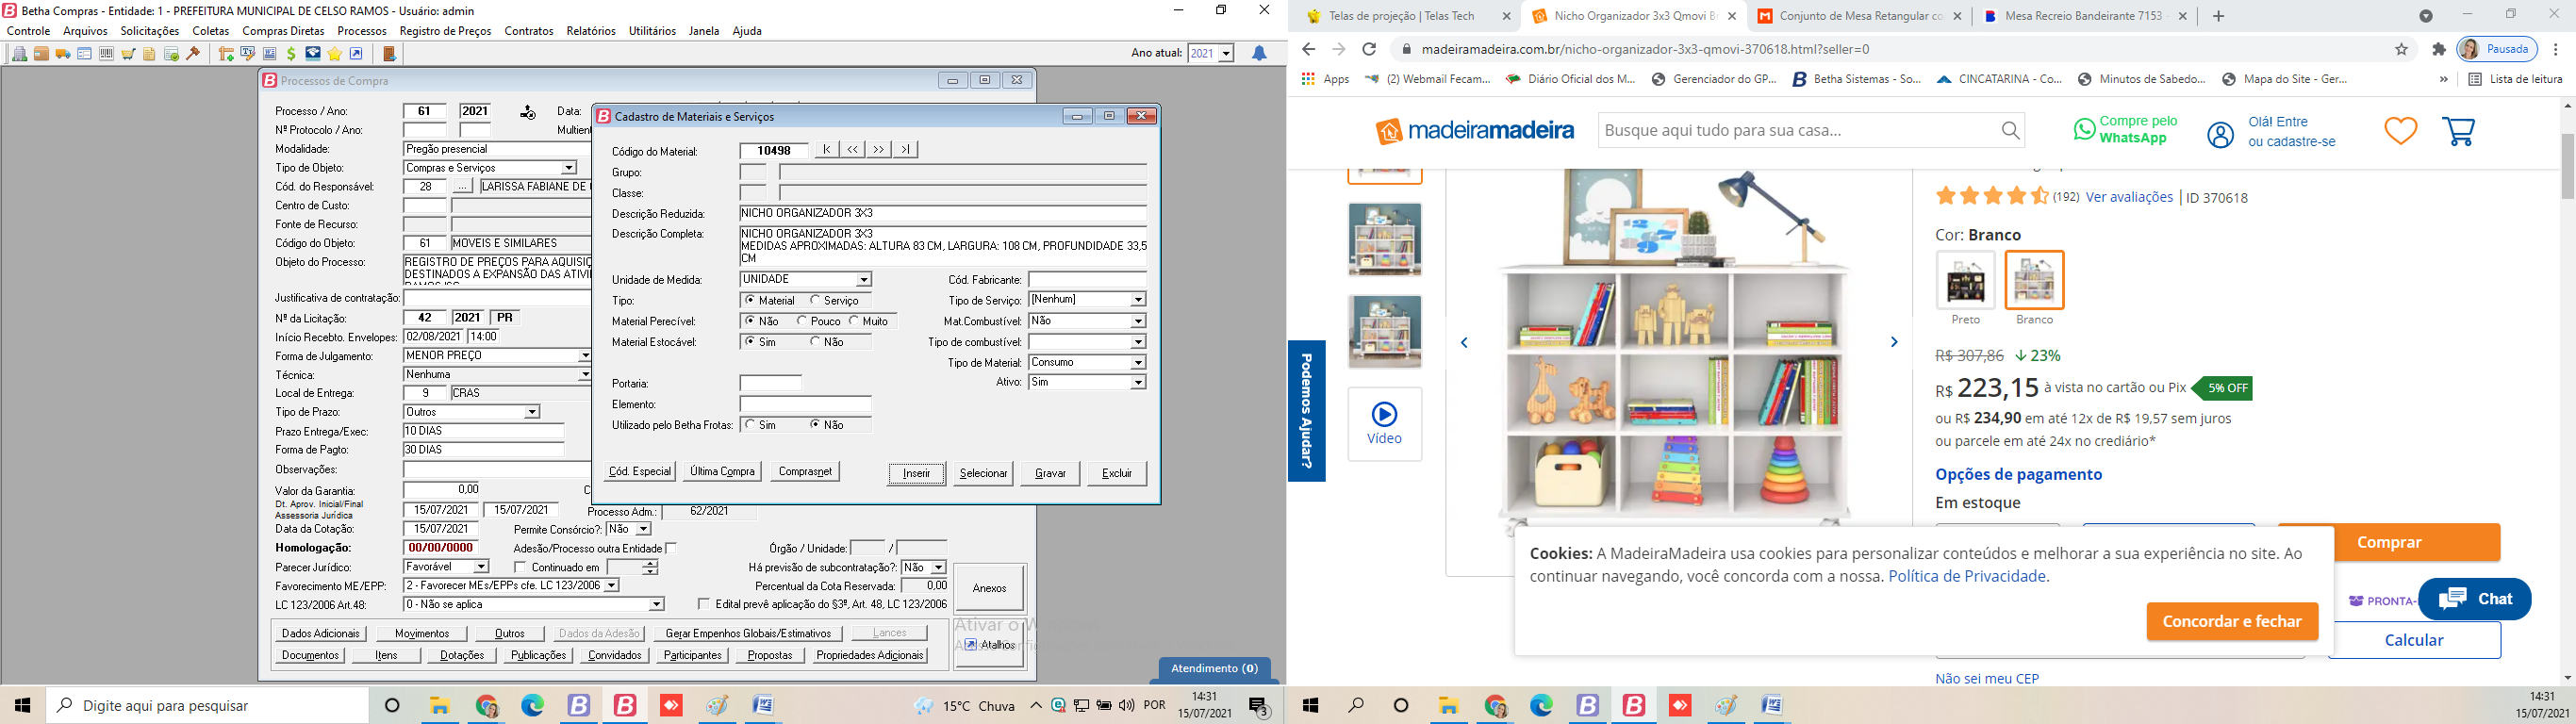 Betha Compras - Entidade: 1 - PREFEITURA MUNICIPAL DE CELSO RAMOS - Usuário: admin
Controle Arquivos Solicitações Coletas Compras Diretas Processos Registro de Preços Contratos Relatórios Utilitários Janela Ajuda
Ano atual: 2021
Processos de Compra
Processo / Ano: 61 2021 Data:
Nº Protocolo / Ano: Multient
Modalidade: Pregão presencial
Tipo de Objeto: Compras e Serviços
Cód. do Responsável: 28 ... LARISSA FABIANE DE
Centro de Custo:
Fonte de Recurso:
Código do Objeto: 61 MOVEIS E SIMILARES
Objeto do Processo: REGISTRO DE PREÇOS PARA AQUISIÇ
DESTINADOS A EXPANSÃO DAS ATIVI
Justificativa de contratação:
Nº da Licitação: 42 2021 PR
Início Recebto. Envelopes: 02/08/2021 14:00
Forma de Julgamento: MENOR PREÇO
Técnica: Nenhuma
Local de Entrega: 9 CRAS
Tipo de Prazo: Outros
Prazo Entrega/Exec: 10 DIAS
Forma de Pagto: 30 DIAS
Observações:
Valor da Garantia: 0,00
Dt. Aprov. Inicial/Final
Assessoria Jurídica 15/07/2021 15/07/2021 Processo Adm.: 62/2021
Data da Cotação: 15/07/2021 Permite Consórcio?: Não
Homologação: 00/00/0000 Adesão/Processo outra Entidade Órgão / Unidade: /
Parecer Jurídico: Favorável Continuado em Há previsão de subcontratação?: Não
Favorecimento ME/EPP: 2 - Favorecer MEs/EPPs cfe. LC 123/2006 Percentual da Cota Reservada: 0,00
LC 123/2006 Art.48: 0 - Não se aplica Edital prevê aplicação do §3º, Art. 48, LC 123/2006
Anexos
Dados Adicionais Movimentos Outros Dados da Adesão Gerar Empenhos Globais/Estimativos Lances
Documentos Itens Dotações Publicações Convidados Participantes Propostas Propriedades Adicionais
Atalhos
Ativar o W
Atendimento (0)
Cadastro de Materiais e Serviços
Código do Material: 10498 |< << >> >|
Grupo:
Classe:
Descrição Reduzida: NICHO ORGANIZADOR 3X3
Descrição Completa: NICHO ORGANIZADOR 3X3
MEDIDAS APROXIMADAS: ALTURA 83 CM, LARGURA: 108 CM, PROFUNDIDADE 33,5
CM
Unidade de Medida: UNIDADE Cód. Fabricante:
Tipo: Material Serviço Tipo de Serviço: [Nenhum]
Material Perecível: Não Pouco Muito Mat.Combustível: Não
Material Estocável: Sim Não Tipo de combustível:
Tipo de Material: Consumo
Portaria: Ativo: Sim
Elemento:
Utilizado pelo Betha Frotas: Sim Não
Cód. Especial Última Compra Comprasnet Inserir Selecionar Gravar Excluir
Digite aqui para pesquisar
15°C Chuva POR 14:31
15/07/2021
3
Telas de projeção | Telas Tech
Nicho Organizador 3x3 Qmovi B
Conjunto de Mesa Retangular co
Mesa Recreio Bandeirante 7153 -
madeiramadeira.com.br/nicho-organizador-3x3-qmovi-370618.html?seller=0
Pausada
Apps (2) Webmail Fecam... Diário Oficial dos M... Gerenciador do GP... Betha Sistemas - So... CINCATARINA - Co... Minutos de Sabedo... Mapa do Site - Ger... » Lista de leitura
madeiramadeira
Busque aqui tudo para sua casa...
Compre pelo
WhatsApp
Olá! Entre
ou cadastre-se
(192) Ver avaliações | ID 370618
Cor: Branco
Preto Branco
R$ 307,86 23%
R$ 223,15 à vista no cartão ou Pix 5% OFF
ou R$ 234,90 em até 12x de R$ 19,57 sem juros
ou parcele em até 24x no crediário*
Opções de pagamento
Em estoque
Comprar
Vídeo
Podemos Ajudar?
Cookies: A MadeiraMadeira usa cookies para personalizar conteúdos e melhorar a sua experiência no site. Ao
continuar navegando, você concorda com a nossa. Política de Privacidade.
Concordar e fechar
PRONTA-
Chat
Calcular
Não sei meu CEP
14:31
15/07/2021